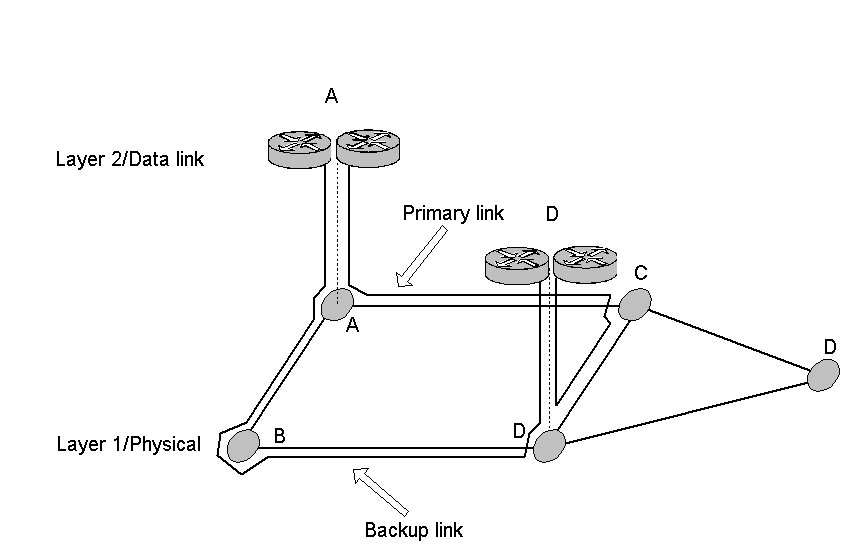 A
Layer 2/Data link
Primary link
D
C
A
D
Layer 1/Physical
B
D
Backup link